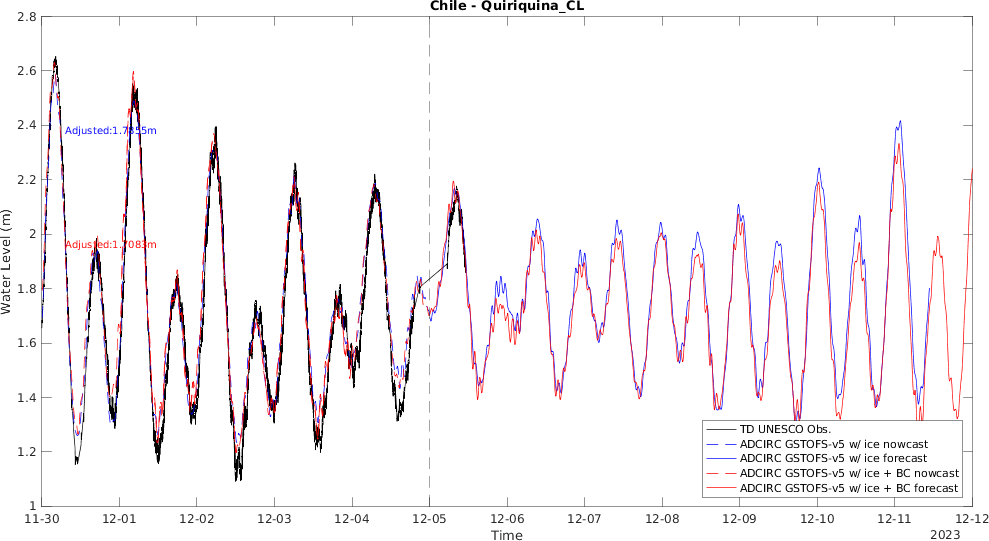 Chile - Quiriquina_CL
2.8
2.6
2.4
2.2
2
1.8
1.6
1.4
1.2
1
Water Level (m)
Adjusted:1.7855m
Adjusted:1.7083m
TD UNESCO Obs.
ADCIRC GSTOFS-v5 w/ ice nowcast
ADCIRC GSTOFS-v5 w/ ice forecast
ADCIRC GSTOFS-v5 w/ ice + BC nowcast
ADCIRC GSTOFS-v5 w/ ice + BC forecast
11-30 12-01 12-02 12-03 12-04 12-05 12-06 12-07 12-08 12-09 12-10 12-11 12-12
Time
2023